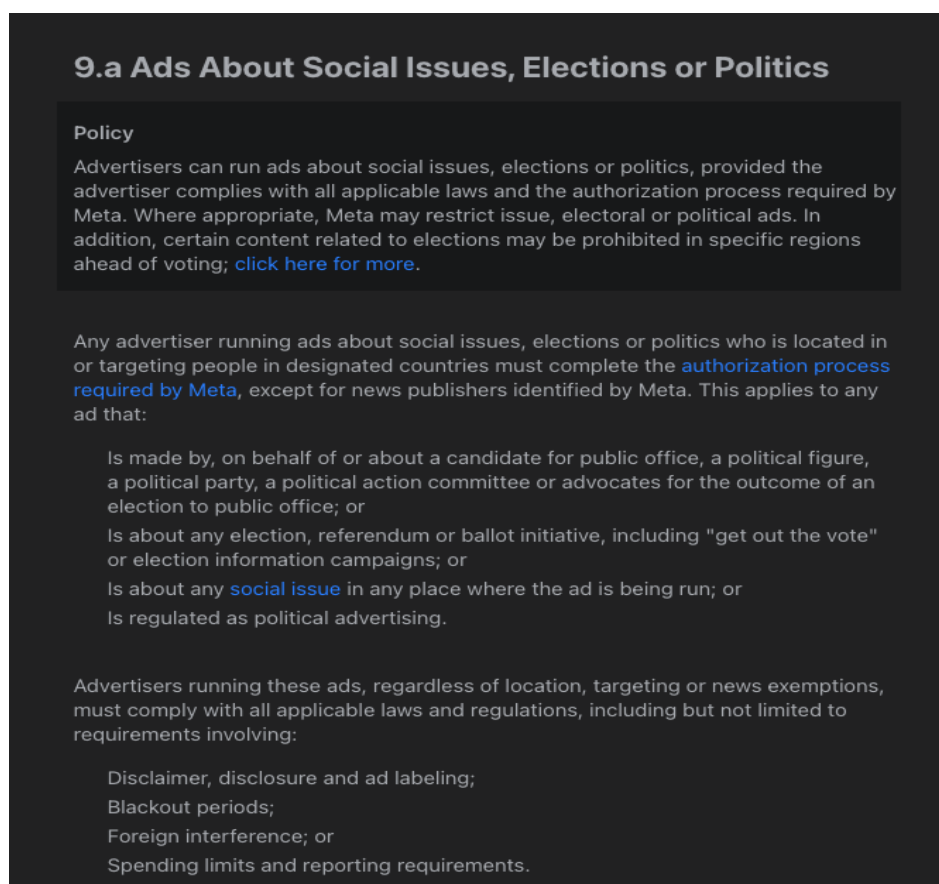 9.a Ads About Social Issues, Elections or Politics
Policy
Advertisers can run ads about social issues, elections or politics, provided the
advertiser complies with all applicable laws and the authorization process required by
Meta. Where appropriate, Meta may restrict issue, electoral or political ads. In
addition, certain content related to elections may be prohibited in specific regions
ahead of voting; click here for more.
Any advertiser running ads about social issues, elections or politics who is located in
or targeting people in designated countries must complete the authorization process
required by Meta, except for news publishers identified by Meta. This applies to any
ad that:
Is made by, on behalf of or about a candidate for public office, a political figure,
a political party, a political action committee or advocates for the outcome of an
election to public office; or
Is about any election, referendum or ballot initiative, including "get out the vote"
or election information campaigns; or
Is about any social issue in any place where the ad is being run; or
Is regulated as political advertising.
Advertisers running these ads, regardless of location, targeting or news exemptions,
must comply with all applicable laws and regulations, including but not limited to
requirements involving:
Disclaimer, disclosure and ad labeling;
Blackout periods;
Foreign interference; or
Spending limits and reporting requirements.